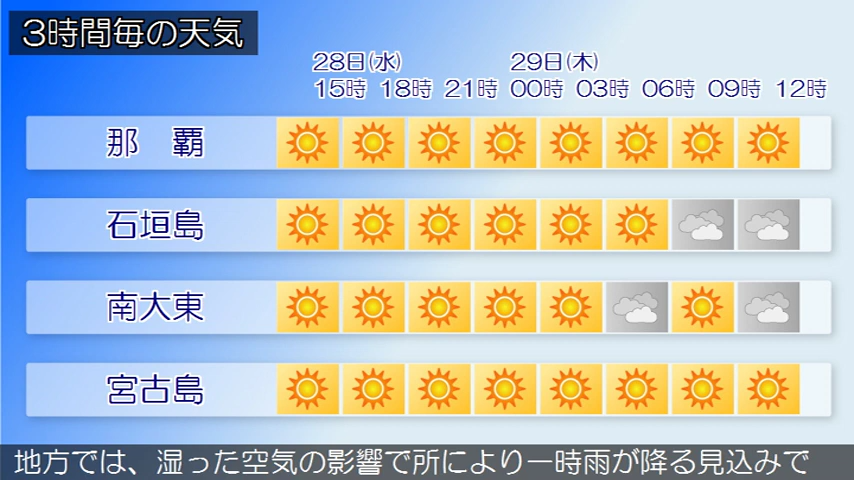 3時間毎の天気
28日(水) 29日(木)
15時 18時 21時 00時 03時 06時 09時 12時
那 覇
石垣島
南大東
宮古島
地方では、湿った空気の影響で所により一時雨が降る見込みで